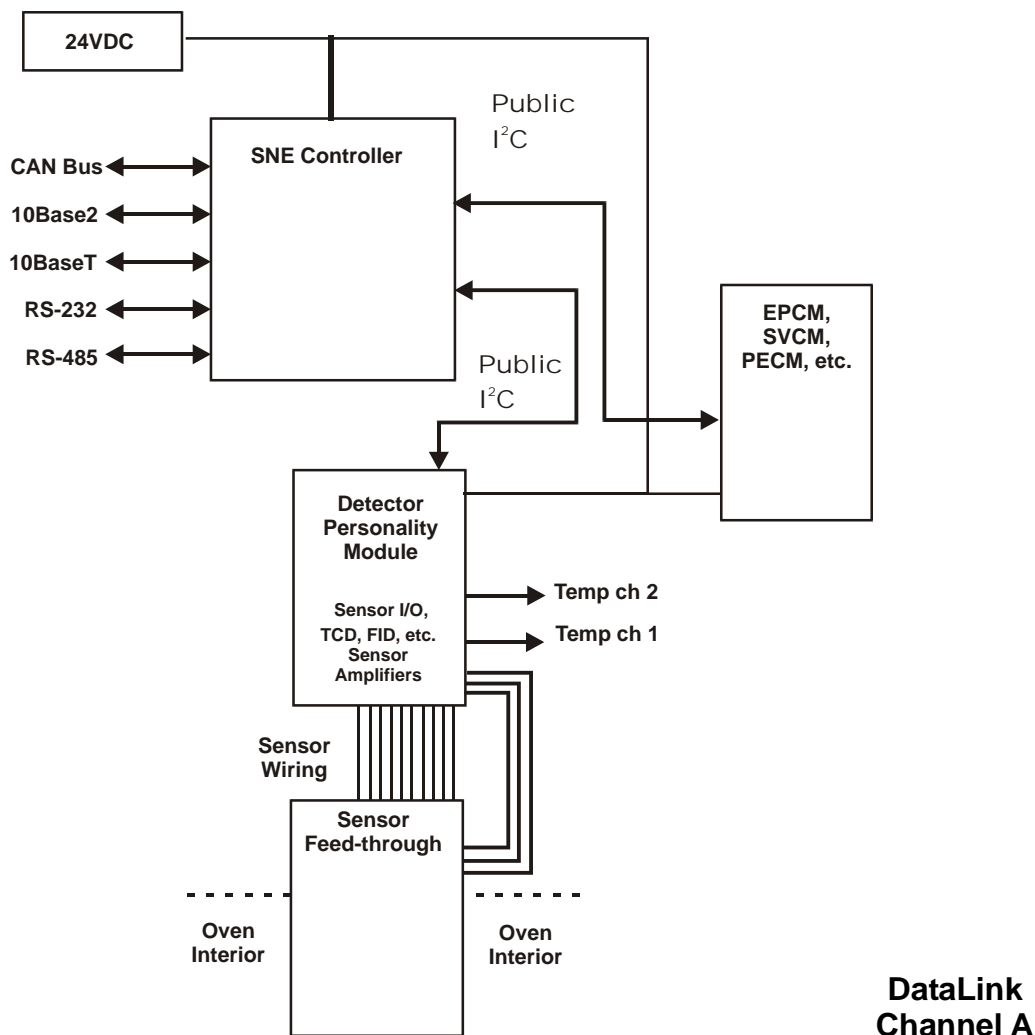 24VDC
Public
I²C
SNE Controller
CAN Bus
10Base2
10BaseT
RS-232
RS-485
EPCM,
SVCM,
PECM, etc.
Public
I²C
Detector
Personality
Module
Sensor I/O,
TCD, FID, etc.
Sensor
Amplifiers
Temp ch 2
Temp ch 1
Sensor
Wiring
Sensor
Feed-through
Oven
Interior
Oven
Interior
DataLink
Channel A